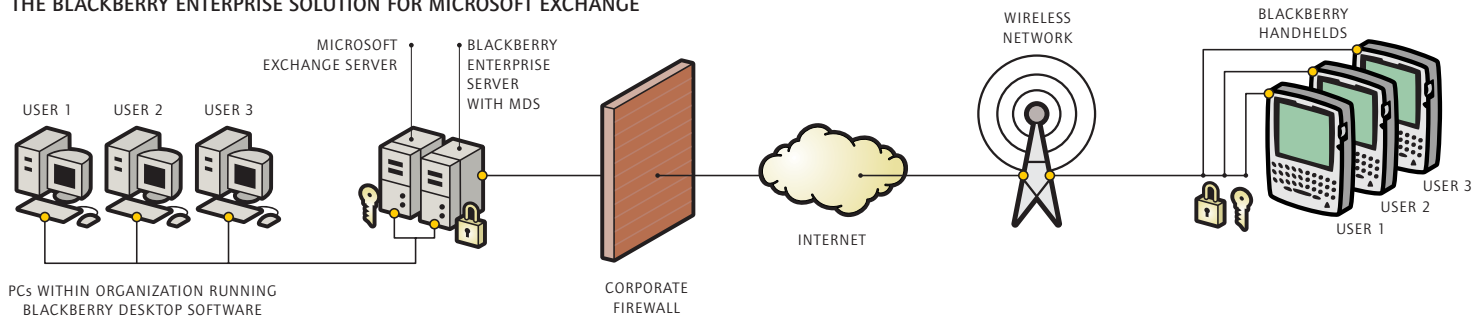 THE BLACKBERRY ENTERPRISE SOLUTION FOR MICROSOFT EXCHANGE
MICROSOFT
EXCHANGE SERVER
BLACKBERRY
ENTERPRISE
SERVER
WITH MDS
WIRELESS
NETWORK
BLACKBERRY
HANDHELDS
USER 1
USER 2
USER 3
INTERNET
USER 3
USER 2
USER 1
PCs WITHIN ORGANIZATION RUNNING
BLACKBERRY DESKTOP SOFTWARE
CORPORATE
FIREWALL